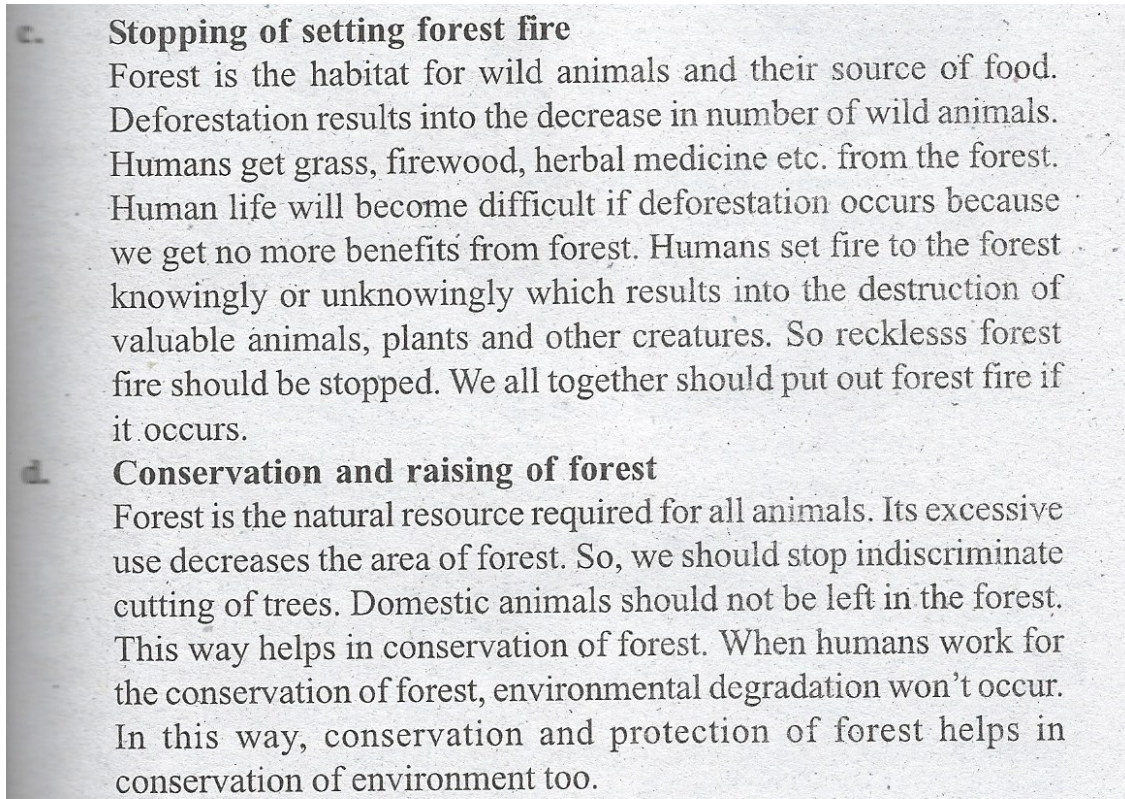 c. Stopping of setting forest fire
Forest is the habitat for wild animals and their source of food.
Deforestation results into the decrease in number of wild animals.
Humans get grass, firewood, herbal medicine etc. from the forest.
Human life will become difficult if deforestation occurs because
we get no more benefits from forest. Humans set fire to the forest
knowingly or unknowingly which results into the destruction of
valuable animals, plants and other creatures. So recklesss forest
fire should be stopped. We all together should put out forest fire if
it occurs.
d. Conservation and raising of forest
Forest is the natural resource required for all animals. Its excessive
use decreases the area of forest. So, we should stop indiscriminate
cutting of trees. Domestic animals should not be left in the forest.
This way helps in conservation of forest. When humans work for
the conservation of forest, environmental degradation won't occur.
In this way, conservation and protection of forest helps in
conservation of environment too.